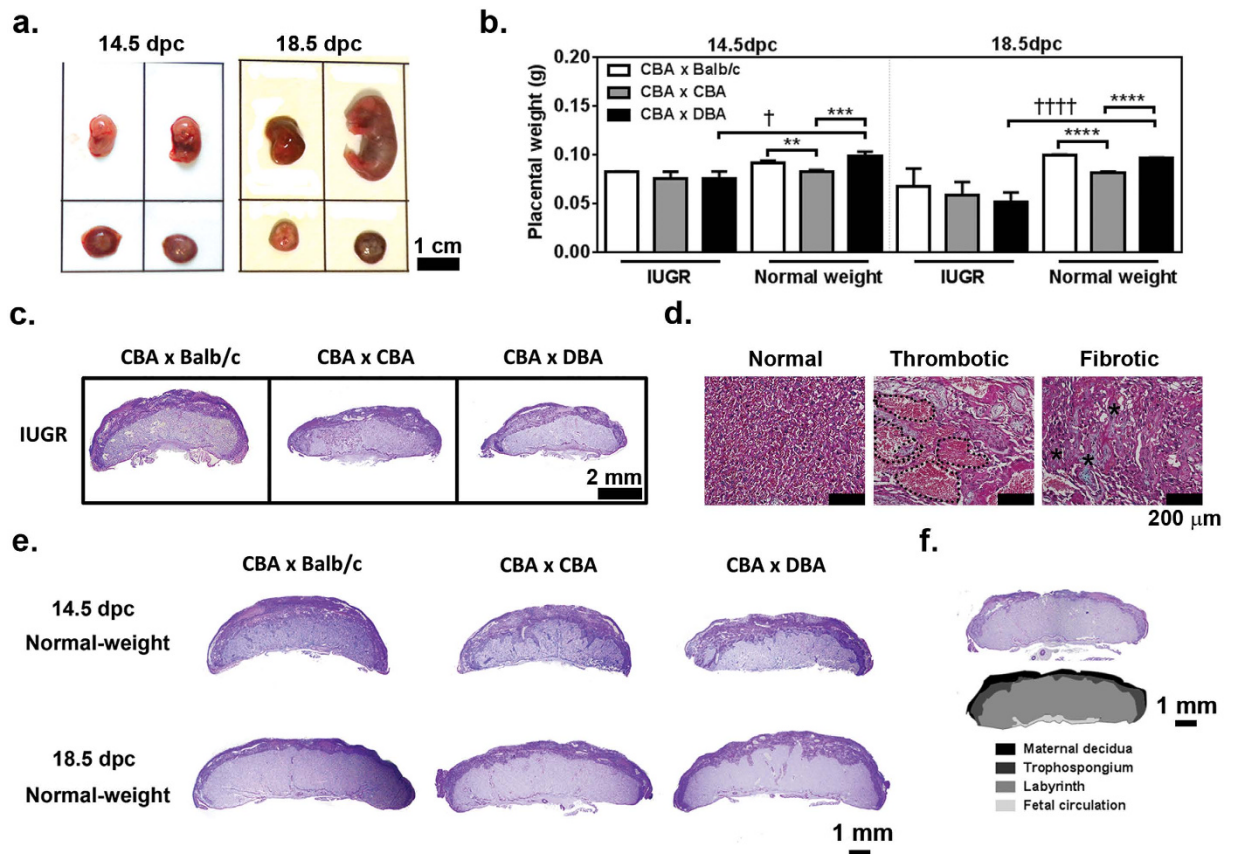 a.
14.5 dpc 18.5 dpc
1 cm
b.
14.5dpc 18.5dpc
Placental weight (g)
0.20
0.15
0.10
0.05
0.00
CBA x Balb/c
CBA x CBA
CBA x DBA
† *** ** †††† **** ****
IUGR Normal weight IUGR Normal weight
c.
CBA x Balb/c CBA x CBA CBA x DBA
IUGR
2 mm
d.
Normal Thrombotic Fibrotic
* * *
200 μm
e.
CBA x Balb/c CBA x CBA CBA x DBA
14.5 dpc
Normal-weight
18.5 dpc
Normal-weight
1 mm
f.
1 mm
Maternal decidua
Trophospongium
Labyrinth
Fetal circulation